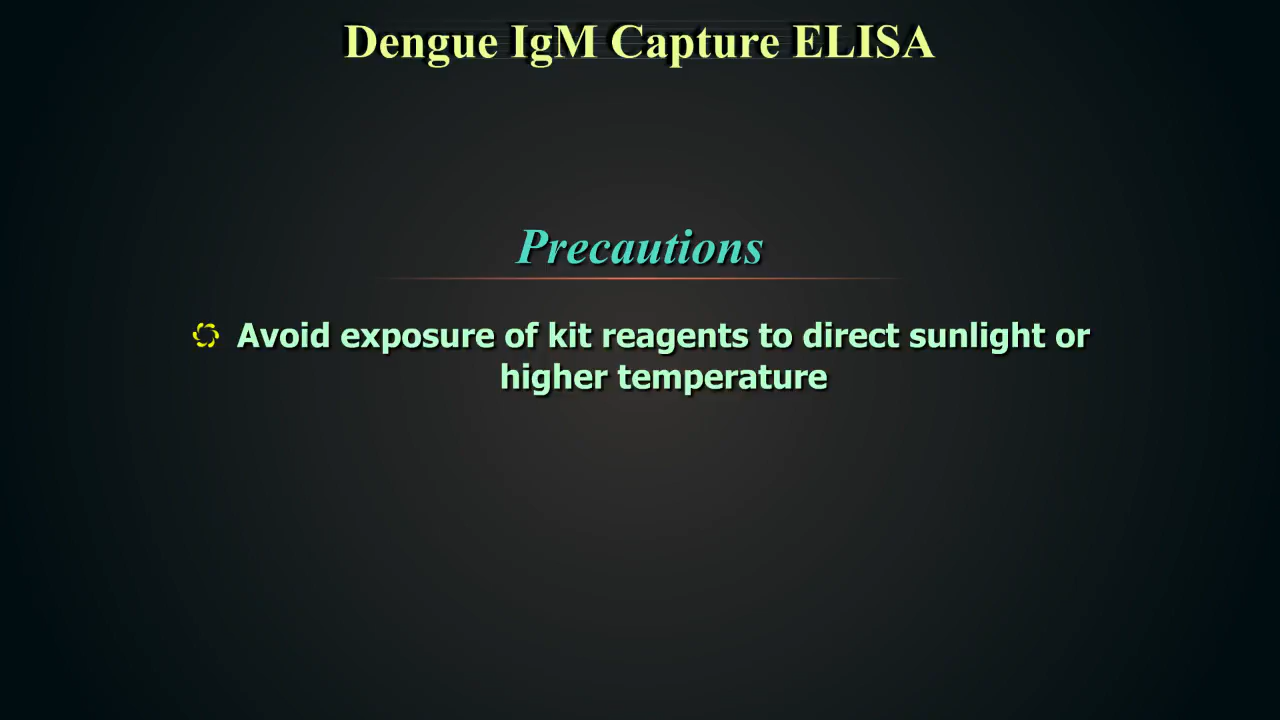 Dengue IgM Capture ELISA
Precautions
Avoid exposure of kit reagents to direct sunlight or
higher temperature